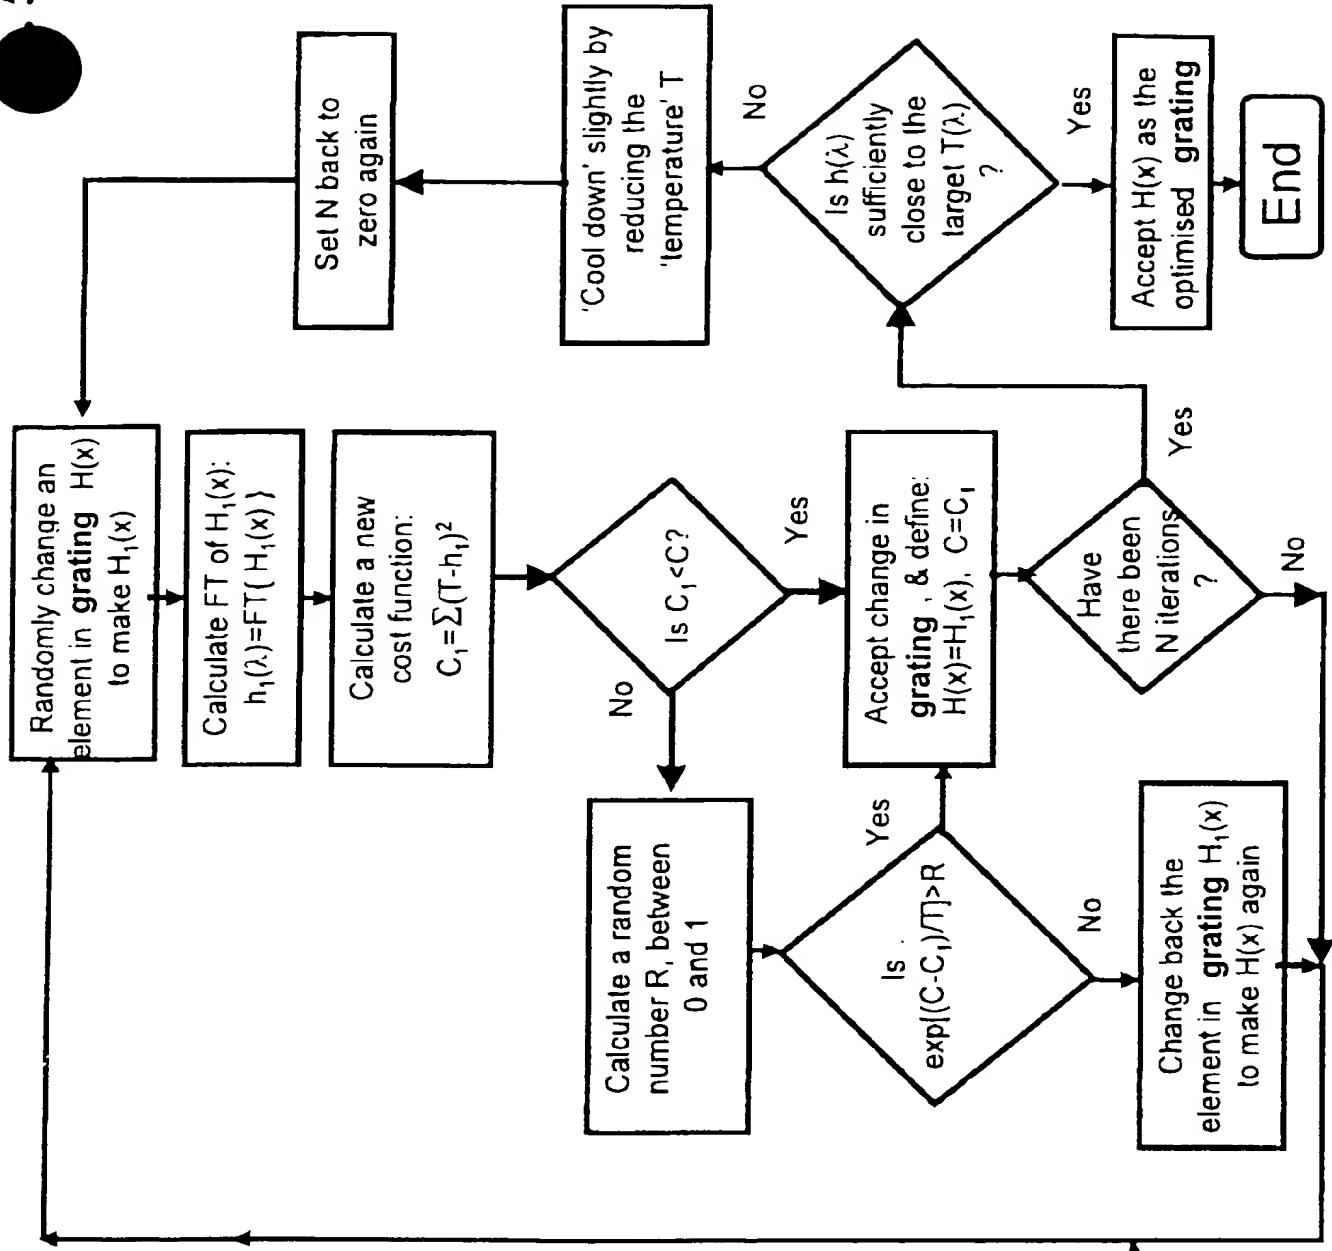 Randomly change an
element in grating H(x)
to make H₁(x)
Calculate FT of H₁(x):
h₁(λ)=FT{ H₁(x) }
Calculate a new
cost function:
C₁=Σ(T-h₁)²
Is C₁<C?
No
Yes
Calculate a random
number R, between
0 and 1
Is
exp[(C-C₁)/T]>R
Yes
No
Accept change in
grating , & define:
H(x)=H₁(x), C=C₁
Change back the
element in grating H₁(x)
to make H(x) again
Have
there been
N iterations
?
Yes
No
Is h(λ)
sufficiently
close to the
target T(λ)
?
No
Yes
'Cool down' slightly by
reducing the
'temperature' T
Set N back to
zero again
Accept H(x) as the
optimised grating
End